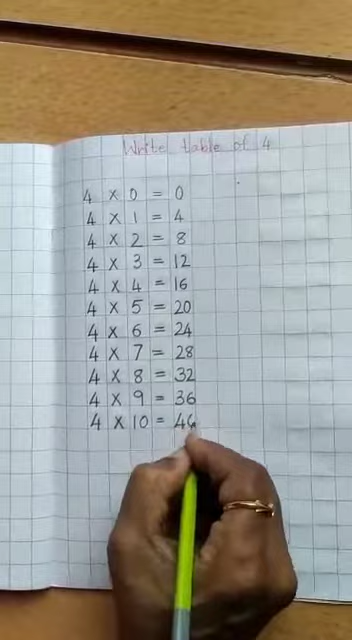 Write table of 4
4 × 0 = 0
4 × 1 = 4
4 × 2 = 8
4 × 3 = 12
4 × 4 = 16
4 × 5 = 20
4 × 6 = 24
4 × 7 = 28
4 × 8 = 32
4 × 9 = 36
4 × 10 = 4